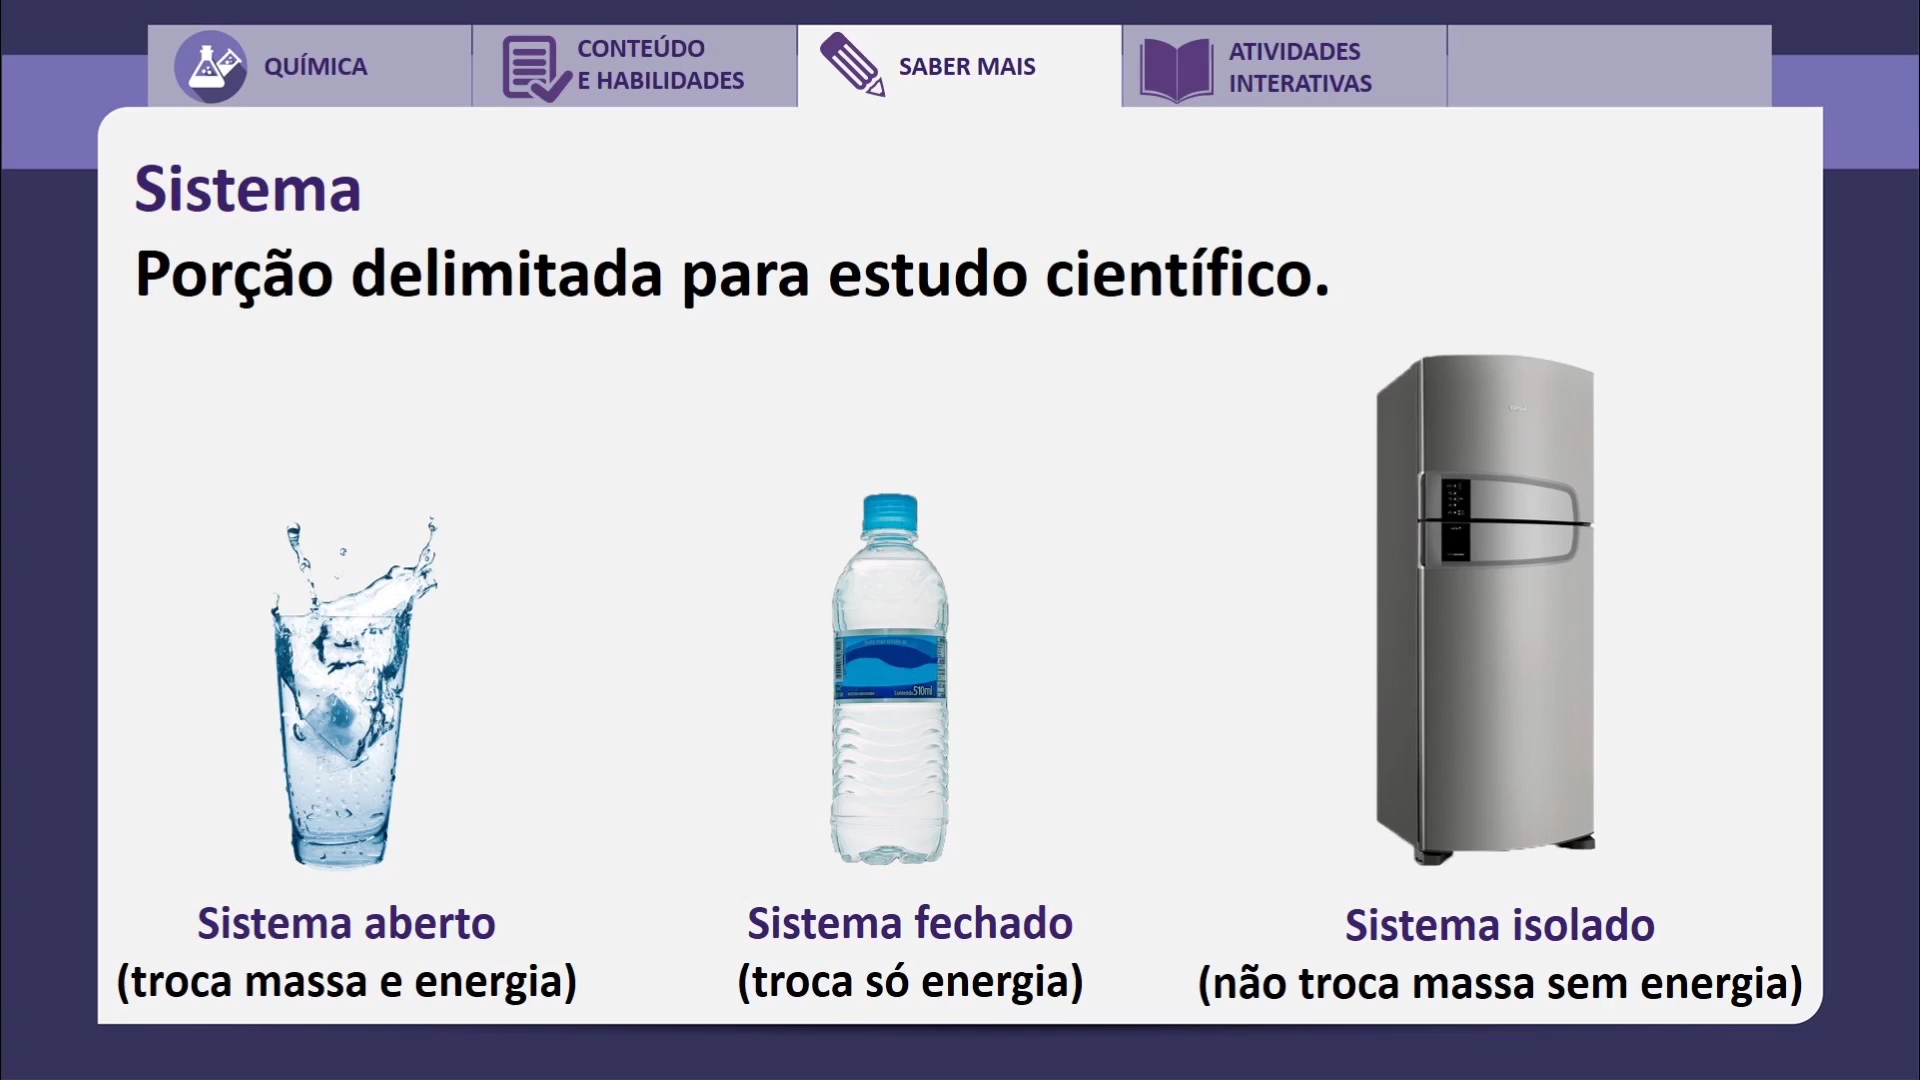 QUÍMICA
CONTEÚDO
E HABILIDADES
SABER MAIS
ATIVIDADES
INTERATIVAS
Sistema
Porção delimitada para estudo científico.
510ml
Sistema aberto
(troca massa e energia)
Sistema fechado
(troca só energia)
Sistema isolado
(não troca massa sem energia)